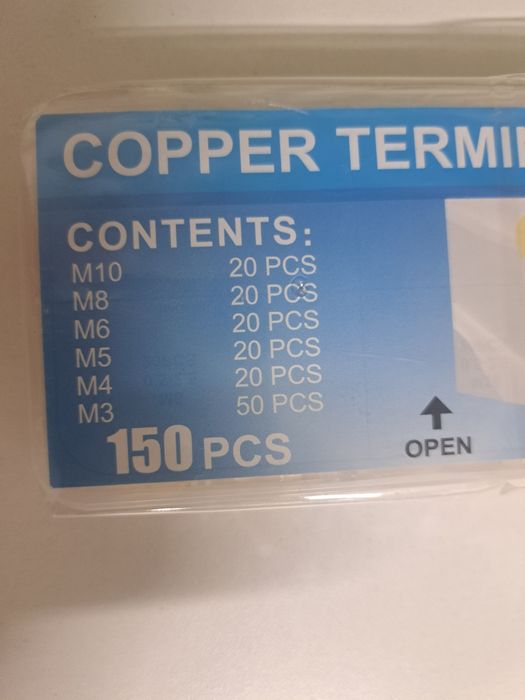 COPPER TERMI
CONTENTS:
M10 20 PCS
M8 20 PCS
M6 20 PCS
M5 20 PCS
M4 20 PCS
M3 50 PCS
150 PCS
OPEN